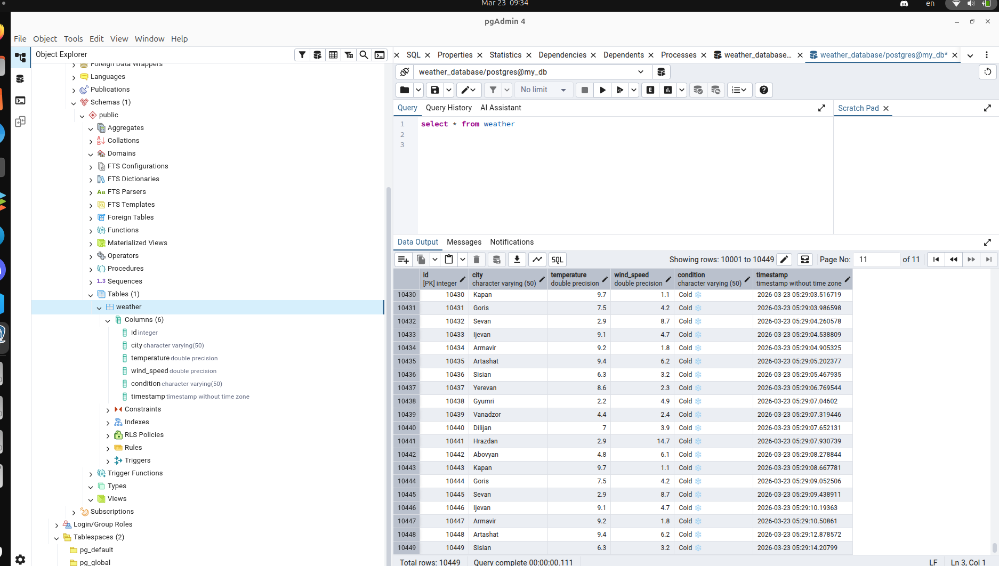 Mar 23 09:34
en
pgAdmin 4
File Object Tools Edit View Window Help
Object Explorer
Foreign Data Wrappers
Languages
Publications
Schemas (1)
public
Aggregates
Collations
Domains
FTS Configurations
FTS Dictionaries
Aa FTS Parsers
FTS Templates
Foreign Tables
Functions
Materialized Views
Operators
Procedures
1..3 Sequences
Tables (1)
weather
Columns (6)
id integer
city character varying(50)
temperature double precision
wind_speed double precision
condition character varying(50)
timestamp timestamp without time zone
Constraints
Indexes
RLS Policies
Rules
Triggers
Trigger Functions
Types
Views
Subscriptions
Login/Group Roles
Tablespaces (2)
pg_default
pg_global
SQL Properties Statistics Dependencies Dependents Processes weather_database... weather_database/postgres@my_db*
weather_database/postgres@my_db
No limit
E
Query Query History AI Assistant
Scratch Pad
1 select * from weather
2
3
Data Output Messages Notifications
SQL Showing rows: 10001 to 10449 Page No: 11 of 11
id city temperature wind_speed condition timestamp
[PK] integer character varying (50) double precision double precision character varying (50) timestamp without time zone
10430 10430 Kapan 9.7 1.1 Cold ❄️ 2026-03-23 05:29:03.516719
10431 10431 Goris 7.5 4.2 Cold ❄️ 2026-03-23 05:29:03.986598
10432 10432 Sevan 2.9 8.7 Cold ❄️ 2026-03-23 05:29:04.260578
10433 10433 Ijevan 9.1 4.7 Cold ❄️ 2026-03-23 05:29:04.538809
10434 10434 Armavir 9.2 1.8 Cold ❄️ 2026-03-23 05:29:04.905325
10435 10435 Artashat 9.4 6.2 Cold ❄️ 2026-03-23 05:29:05.202377
10436 10436 Sisian 6.3 3.2 Cold ❄️ 2026-03-23 05:29:05.467935
10437 10437 Yerevan 8.6 2.3 Cold ❄️ 2026-03-23 05:29:06.769544
10438 10438 Gyumri 2.2 4.9 Cold ❄️ 2026-03-23 05:29:07.04602
10439 10439 Vanadzor 4.4 2.4 Cold ❄️ 2026-03-23 05:29:07.319446
10440 10440 Dilijan 7 3.9 Cold ❄️ 2026-03-23 05:29:07.652131
10441 10441 Hrazdan 2.9 14.7 Cold ❄️ 2026-03-23 05:29:07.930739
10442 10442 Abovyan 4.8 6.1 Cold ❄️ 2026-03-23 05:29:08.278844
10443 10443 Kapan 9.7 1.1 Cold ❄️ 2026-03-23 05:29:08.667781
10444 10444 Goris 7.5 4.2 Cold ❄️ 2026-03-23 05:29:09.052506
10445 10445 Sevan 2.9 8.7 Cold ❄️ 2026-03-23 05:29:09.438911
10446 10446 Ijevan 9.1 4.7 Cold ❄️ 2026-03-23 05:29:10.19363
10447 10447 Armavir 9.2 1.8 Cold ❄️ 2026-03-23 05:29:10.50861
10448 10448 Artashat 9.4 6.2 Cold ❄️ 2026-03-23 05:29:12.878572
10449 10449 Sisian 6.3 3.2 Cold ❄️ 2026-03-23 05:29:14.20799
Total rows: 10449 Query complete 00:00:00.111 LF Ln 3, Col 1